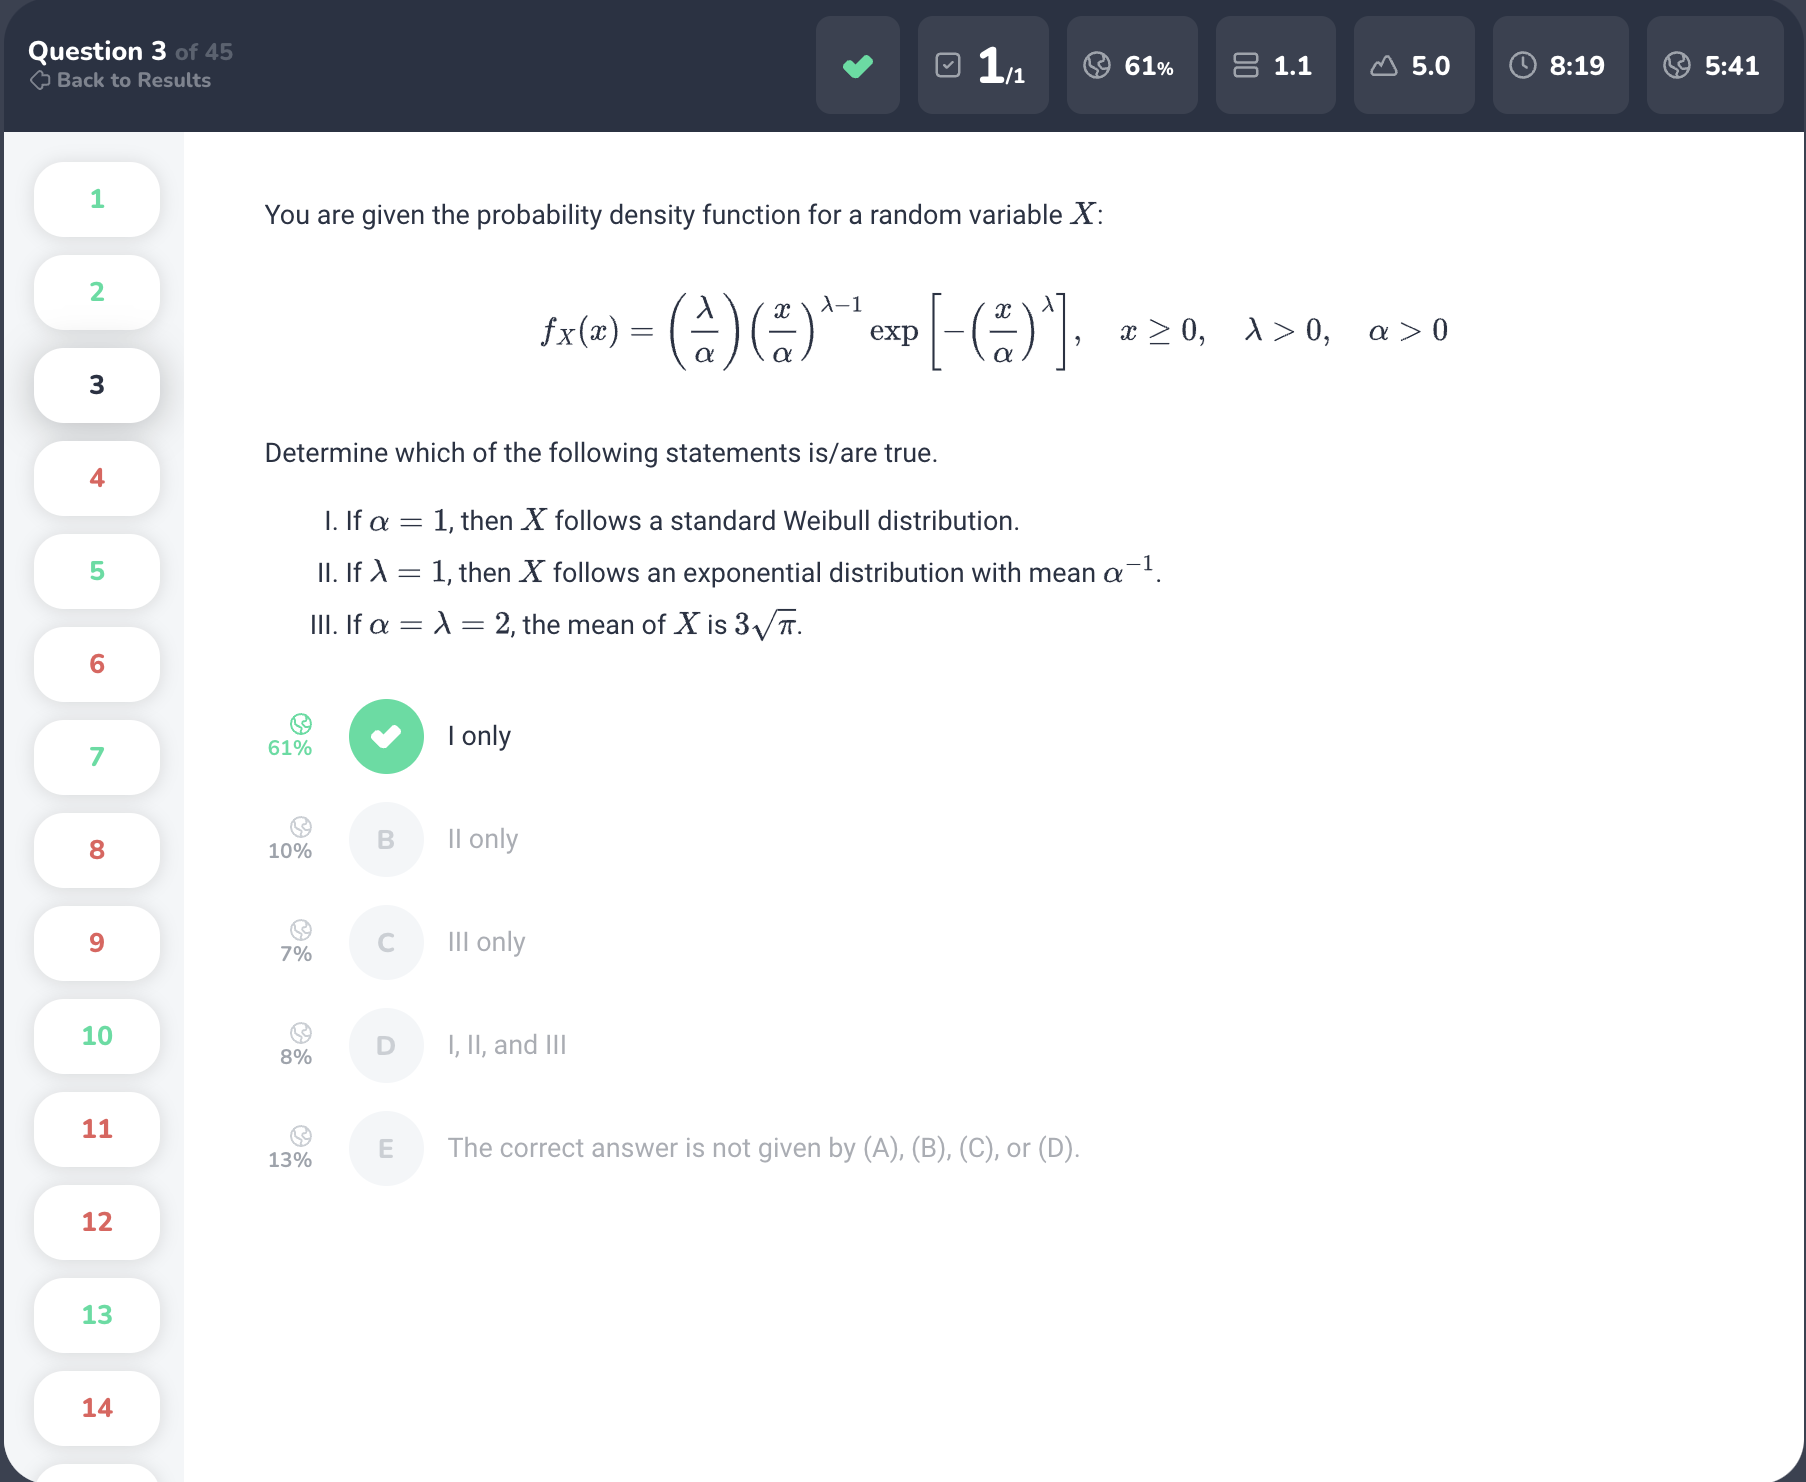 Question 3 of 45
Back to Results
1/1
61%
1.1
5.0
8:19
5:41
1
2
3
4
5
6
7
8
9
10
11
12
13
14
You are given the probability density function for a random variable X:
f_X(x) = (λ/α) (x/α)^{λ−1} exp [−(x/α)^λ], x ≥ 0, λ > 0, α > 0
Determine which of the following statements is/are true.
I. If α = 1, then X follows a standard Weibull distribution.
II. If λ = 1, then X follows an exponential distribution with mean α^{−1}.
III. If α = λ = 2, the mean of X is 3√π.
61% I only
10% B II only
7% C III only
8% D I, II, and III
13% E The correct answer is not given by (A), (B), (C), or (D).